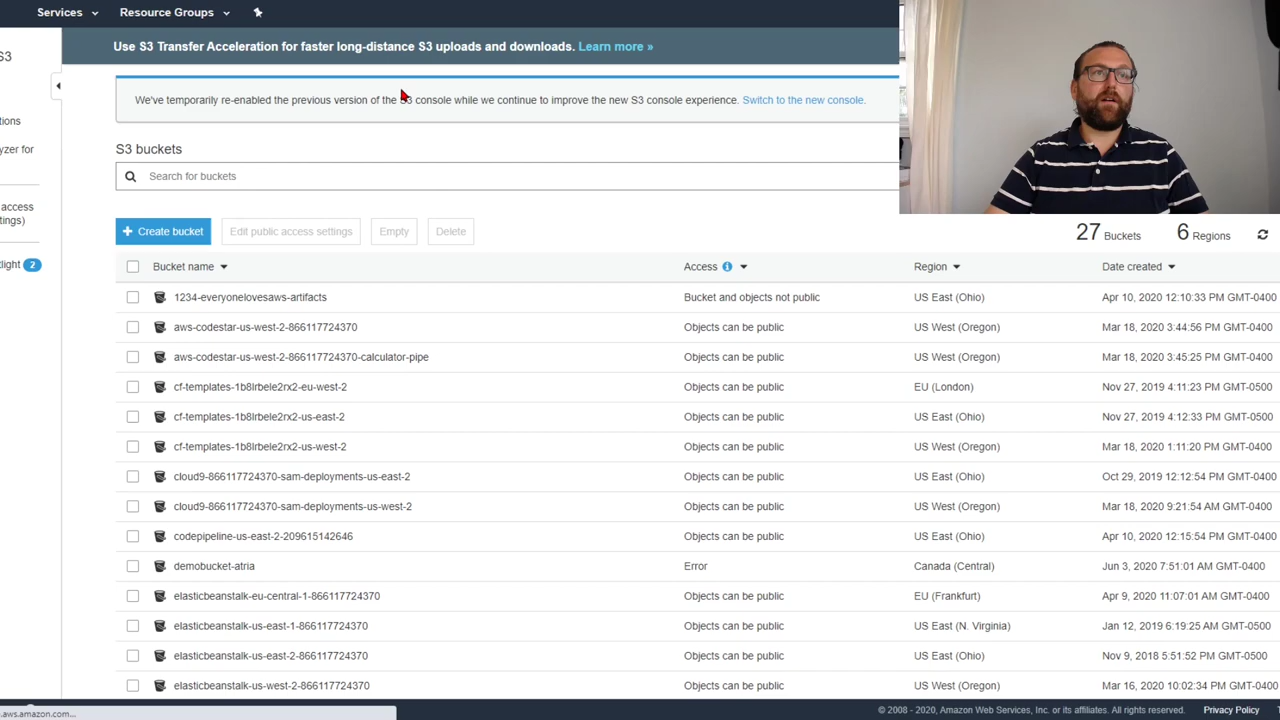 Services Resource Groups
S3
Use S3 Transfer Acceleration for faster long-distance S3 uploads and downloads. Learn more »
We've temporarily re-enabled the previous version of the S3 console while we continue to improve the new S3 console experience. Switch to the new console.
tions
yzer for
access
tings)
tlight 2
S3 buckets
Search for buckets
+ Create bucket Edit public access settings Empty Delete
27 Buckets 6 Regions
Bucket name Access Region Date created
1234-everyonelovesaws-artifacts Bucket and objects not public US East (Ohio) Apr 10, 2020 12:10:33 PM GMT-0400
aws-codestar-us-west-2-866117724370 Objects can be public US West (Oregon) Mar 18, 2020 3:44:56 PM GMT-0400
aws-codestar-us-west-2-866117724370-calculator-pipe Objects can be public US West (Oregon) Mar 18, 2020 3:45:25 PM GMT-0400
cf-templates-1b8lrbele2rx2-eu-west-2 Objects can be public EU (London) Nov 27, 2019 4:11:23 PM GMT-0500
cf-templates-1b8lrbele2rx2-us-east-2 Objects can be public US East (Ohio) Nov 27, 2019 4:12:33 PM GMT-0500
cf-templates-1b8lrbele2rx2-us-west-2 Objects can be public US West (Oregon) Mar 18, 2020 1:11:20 PM GMT-0400
cloud9-866117724370-sam-deployments-us-east-2 Objects can be public US East (Ohio) Oct 29, 2019 12:12:54 PM GMT-0400
cloud9-866117724370-sam-deployments-us-west-2 Objects can be public US West (Oregon) Mar 18, 2020 9:21:54 AM GMT-0400
codepipeline-us-east-2-209615142646 Objects can be public US East (Ohio) Apr 10, 2020 12:15:54 PM GMT-0400
demobucket-atria Error Canada (Central) Jun 3, 2020 7:51:01 AM GMT-0400
elasticbeanstalk-eu-central-1-866117724370 Objects can be public EU (Frankfurt) Apr 9, 2020 11:07:01 AM GMT-0400
elasticbeanstalk-us-east-1-866117724370 Objects can be public US East (N. Virginia) Jan 12, 2019 6:19:25 AM GMT-0500
elasticbeanstalk-us-east-2-866117724370 Objects can be public US East (Ohio) Nov 9, 2018 5:51:52 PM GMT-0500
elasticbeanstalk-us-west-2-866117724370 Objects can be public US West (Oregon) Mar 16, 2020 10:02:34 PM GMT-0400
.aws.amazon.com...
© 2008 - 2020, Amazon Web Services, Inc. or its affiliates. All rights reserved. Privacy Policy T